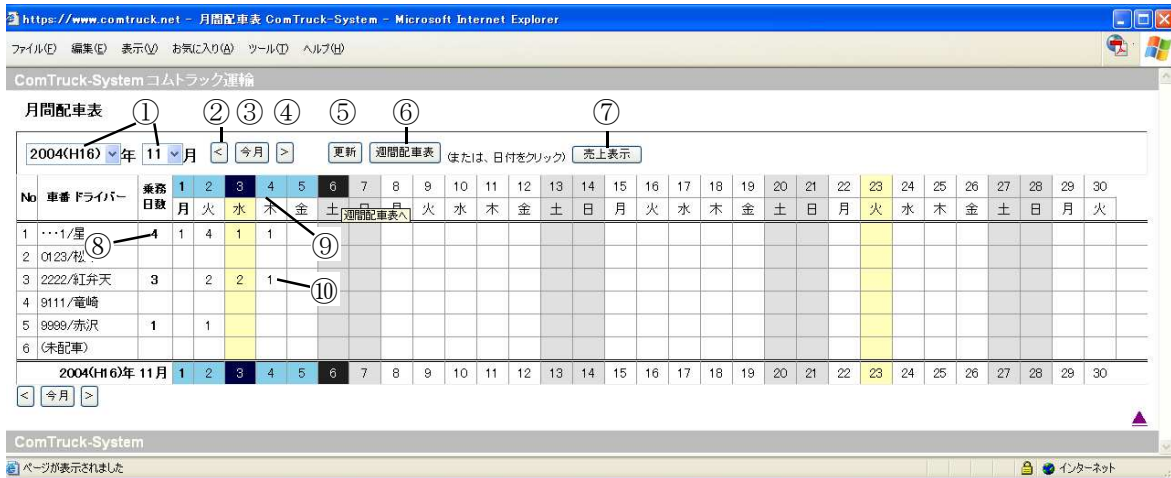 https://www.comtruck.net - 月間配車表 ComTruck-System - Microsoft Internet Explorer
ファイル(F) 編集(E) 表示(V) お気に入り(A) ツール(T) ヘルプ(H)
ComTruck-System コムトラック運輸
月間配車表 ① ② ③ ④ ⑤ ⑥ ⑦
2004(H16) 年 11 月 < 今月 > 更新 週間配車表 (または、日付をクリック) 売上表示
No 車番 ドライバー 乗務日数 1 2 3 4 5 6 7 8 9 10 11 12 13 14 15 16 17 18 19 20 21 22 23 24 25 26 27 28 29 30
月 火 水 木 金 土 火 水 木 金 土 日 月 火 水 木 金 土 日 月 火 水 木 金 土 日 月 火
週間配車表へ
1 ・・・1/星 4 1 4 1 1
⑧ ⑨
2 0123/松
3 2222/紅弁天 3 2 2 1
⑩
4 9111/竜崎
5 9999/赤沢 1 1
6 (未配車)
2004(H16)年 11月 1 2 3 4 5 6 7 8 9 10 11 12 13 14 15 16 17 18 19 20 21 22 23 24 25 26 27 28 29 30
< 今月 >
ComTruck-System
ページが表示されました インターネット